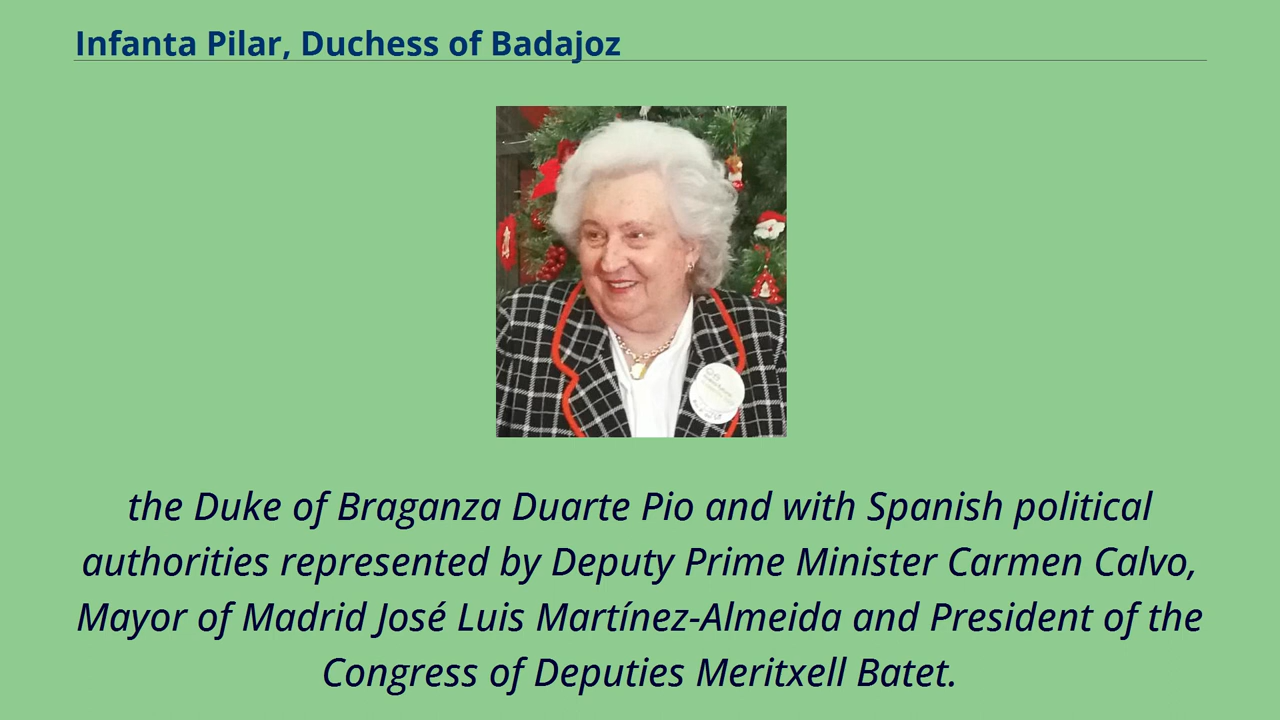 Infanta Pilar, Duchess of Badajoz
the Duke of Braganza Duarte Pio and with Spanish political
authorities represented by Deputy Prime Minister Carmen Calvo,
Mayor of Madrid José Luis Martínez-Almeida and President of the
Congress of Deputies Meritxell Batet.